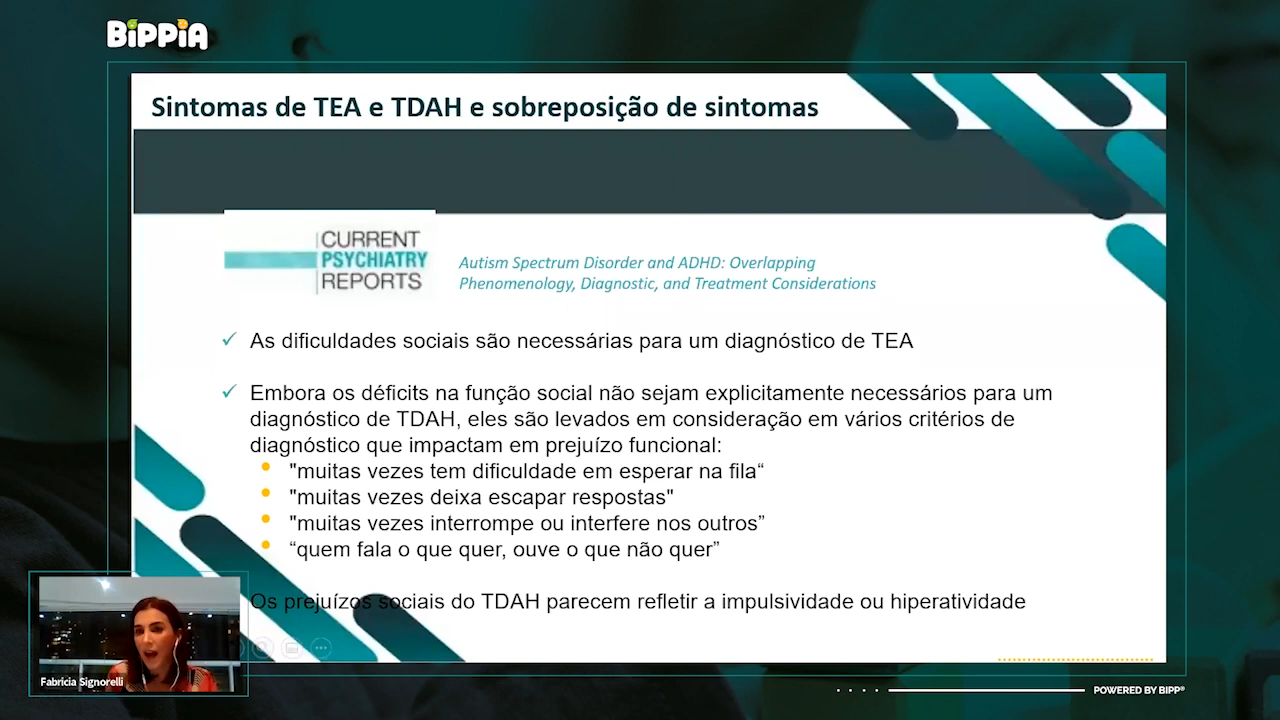 BiPPiA
Sintomas de TEA e TDAH e sobreposição de sintomas
CURRENT
PSYCHIATRY
REPORTS
Autism Spectrum Disorder and ADHD: Overlapping
Phenomenology, Diagnostic, and Treatment Considerations
✓ As dificuldades sociais são necessárias para um diagnóstico de TEA
✓ Embora os déficits na função social não sejam explicitamente necessários para um
diagnóstico de TDAH, eles são levados em consideração em vários critérios de
diagnóstico que impactam em prejuízo funcional:
• "muitas vezes tem dificuldade em esperar na fila“
• "muitas vezes deixa escapar respostas"
• "muitas vezes interrompe ou interfere nos outros”
• “quem fala o que quer, ouve o que não quer”
Os prejuízos sociais do TDAH parecem refletir a impulsividade ou hiperatividade
Fabricia Signorelli
POWERED BY BIPP®